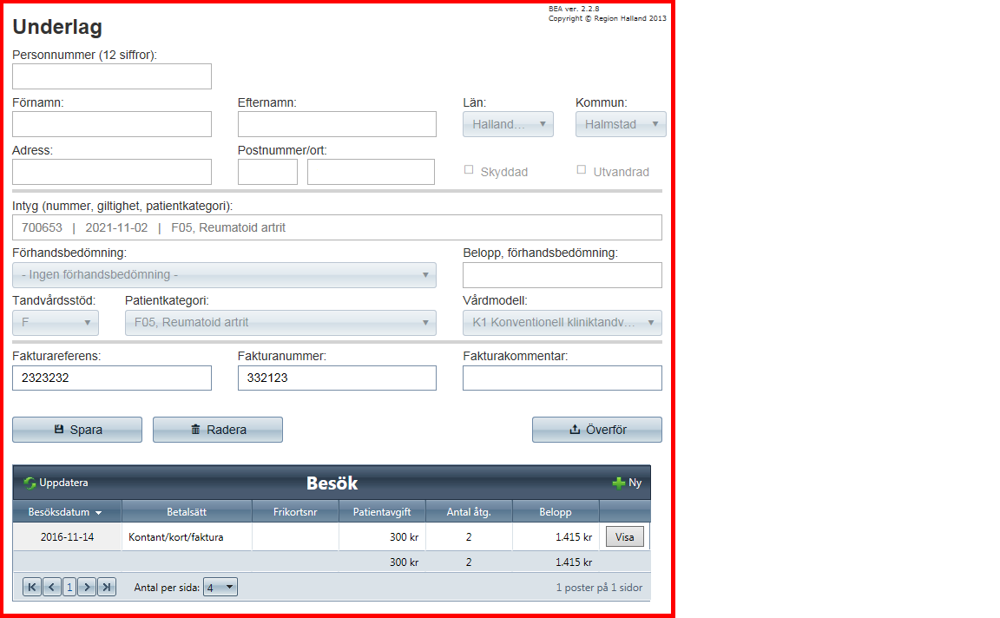 BEA ver. 2.2.8
Copyright © Region Halland 2013
Underlag
Personnummer (12 siffror):
Förnamn: Efternamn: Län: Kommun:
Halland... Halmstad
Adress: Postnummer/ort:
Skyddad Utvandrad
Intyg (nummer, giltighet, patientkategori):
700653 | 2021-11-02 | F05, Reumatoid artrit
Förhandsbedömning: Belopp, förhandsbedömning:
- Ingen förhandsbedömning -
Tandvårdsstöd: Patientkategori: Vårdmodell:
F F05, Reumatoid artrit K1 Konventionell kliniktandv...
Fakturareferens: Fakturanummer: Fakturakommentar:
2323232 332123
Spara Radera Överför
Uppdatera Besök Ny
Besöksdatum Betalsätt Frikortsnr Patientavgift Antal åtg. Belopp
2016-11-14 Kontant/kort/faktura 300 kr 2 1.415 kr Visa
300 kr 2 1.415 kr
1 Antal per sida: 4 1 poster på 1 sidor